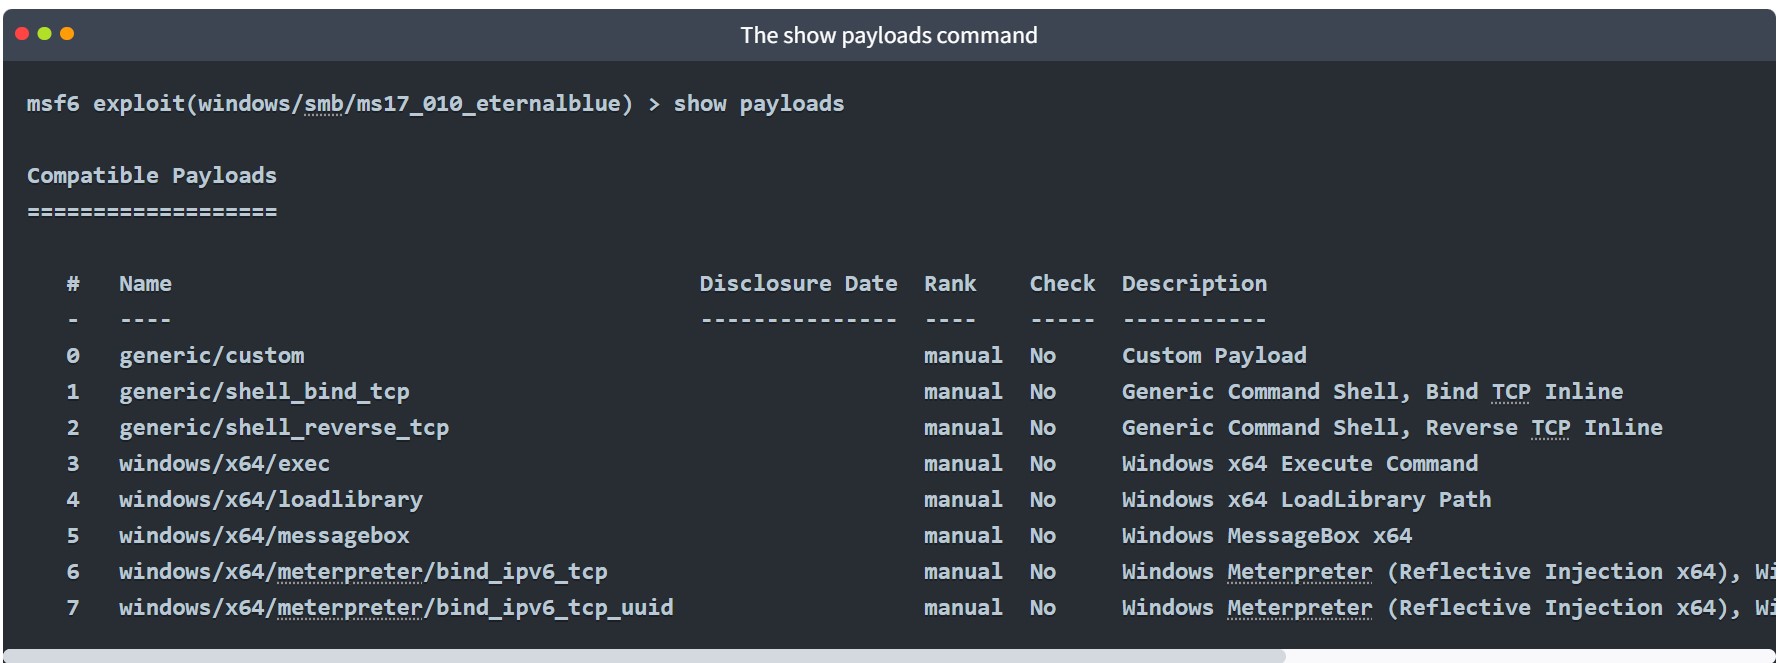 The show payloads command
msf6 exploit(windows/smb/ms17_010_eternalblue) > show payloads
Compatible Payloads
===================
#   Name                                        Disclosure Date  Rank    Check  Description
-   ----                                        ---------------  ----    -----  -----------
0   generic/custom                                               manual  No     Custom Payload
1   generic/shell_bind_tcp                                       manual  No     Generic Command Shell, Bind TCP Inline
2   generic/shell_reverse_tcp                                    manual  No     Generic Command Shell, Reverse TCP Inline
3   windows/x64/exec                                             manual  No     Windows x64 Execute Command
4   windows/x64/loadlibrary                                      manual  No     Windows x64 LoadLibrary Path
5   windows/x64/messagebox                                       manual  No     Windows MessageBox x64
6   windows/x64/meterpreter/bind_ipv6_tcp                        manual  No     Windows Meterpreter (Reflective Injection x64),
7   windows/x64/meterpreter/bind_ipv6_tcp_uuid                   manual  No     Windows Meterpreter (Reflective Injection x64),